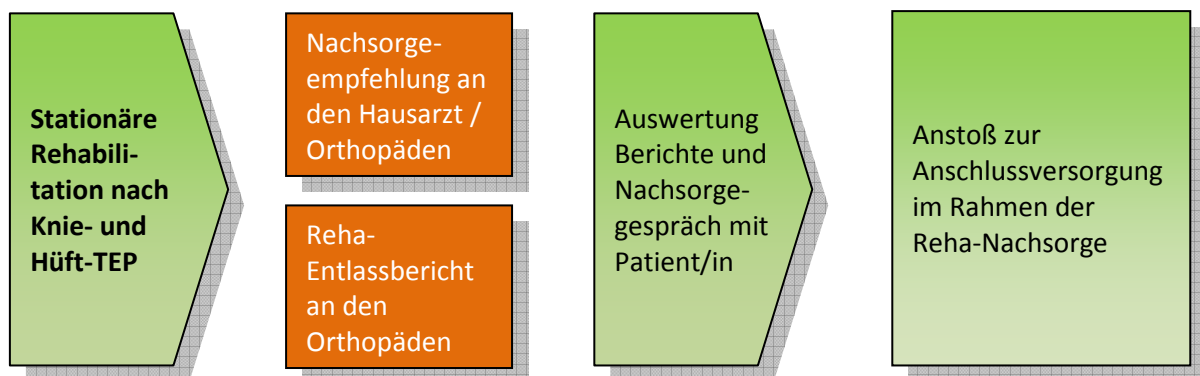 Stationäre
Rehabili-
tation nach
Knie- und
Hüft-TEP
Nachsorge-
empfehlung an
den Hausarzt /
Orthopäden
Reha-
Entlassbericht
an den
Orthopäden
Auswertung
Berichte und
Nachsorge-
gespräch mit
Patient/in
Anstoß zur
Anschlussversorgung
im Rahmen der
Reha-Nachsorge